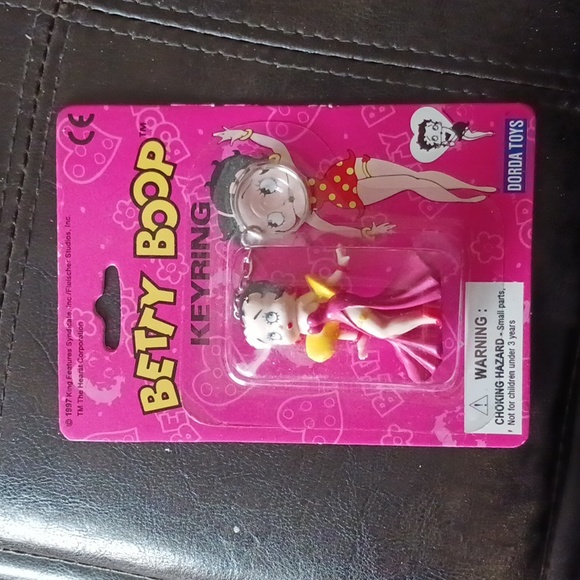 © 1997 King Features Syndicate, Inc./Fleischer Studios, Inc.
™ The Hearst Corporation
CE
BETTY BOOP™
KEYRING
⚠ WARNING :
CHOKING HAZARD - Small parts,
Not for children under 3 years
DORDA TOYS